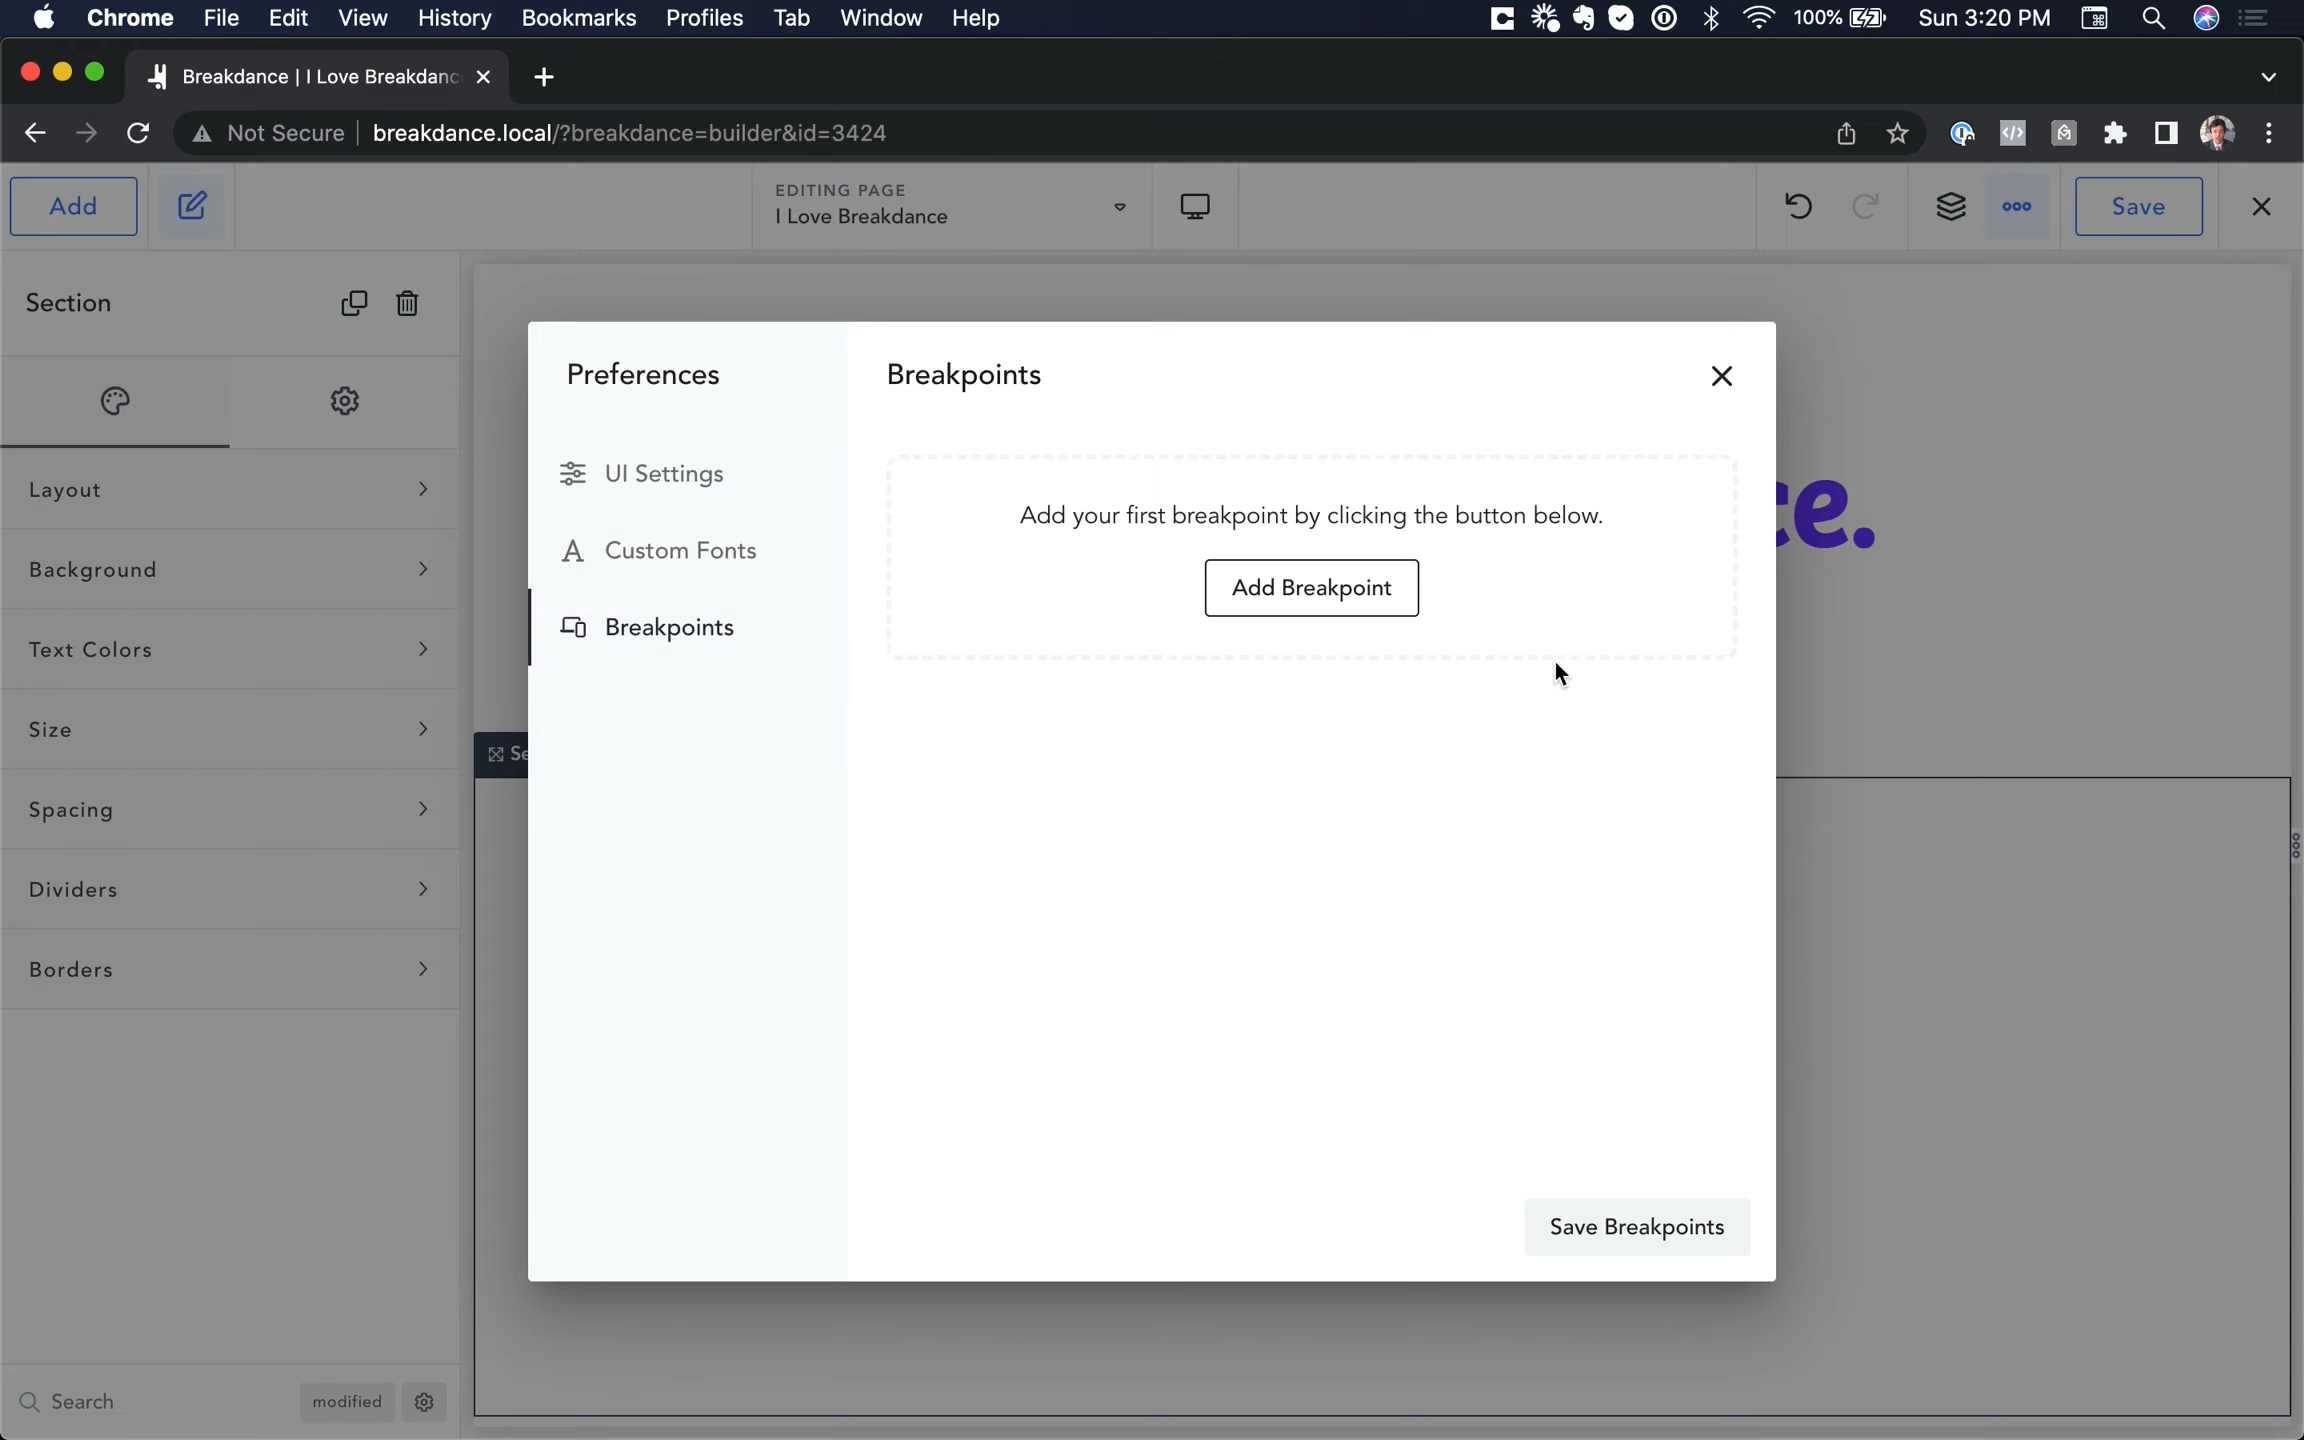 Chrome File Edit View History Bookmarks Profiles Tab Window Help 100% Sun 3:20 PM
Breakdance | I Love Breakdanc
Not Secure breakdance.local/?breakdance=builder&id=3424
Add
EDITING PAGE
I Love Breakdance
Save
Section
Layout
Background
Text Colors
Size
Spacing
Dividers
Borders
Search
modified
Preferences
UI Settings
Custom Fonts
Breakpoints
Breakpoints
Add your first breakpoint by clicking the button below.
Add Breakpoint
Save Breakpoints
ce.
Se